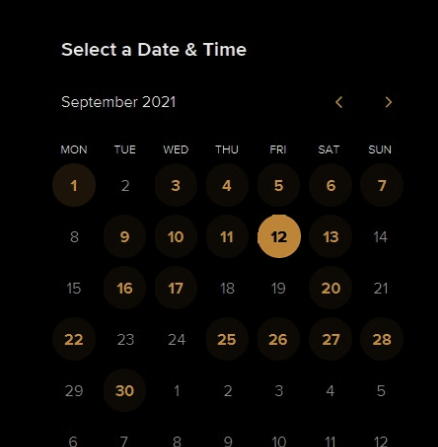 Select a Date & Time
September 2021
MON TUE WED THU FRI SAT SUN
1 2 3 4 5 6 7
8 9 10 11 12 13 14
15 16 17 18 19 20 21
22 23 24 25 26 27 28
29 30 1 2 3 4 5
6 7 8 9 10 11 12